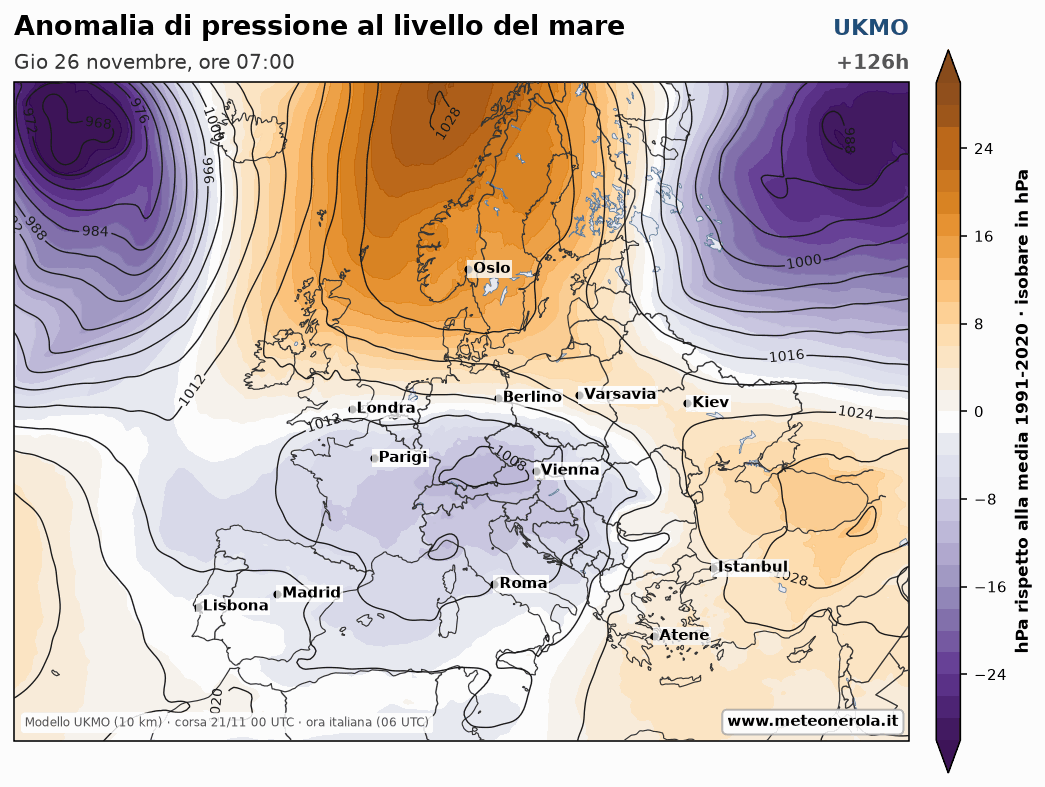 Anomalia di pressione al livello del mare
UKMO
Gio 26 novembre, ore 07:00
+126h
972
968
976
1000
996
988
984
1028
988
1000
1016
1012
1012
1024
1008
1028
1020
Oslo
Berlino
Varsavia
Kiev
Londra
Parigi
Vienna
Istanbul
Roma
Madrid
Lisbona
Atene
24
16
8
0
−8
−16
−24
hPa rispetto alla media 1991-2020 · isobare in hPa
Modello UKMO (10 km) · corsa 21/11 00 UTC · ora italiana (06 UTC)
www.meteonerola.it